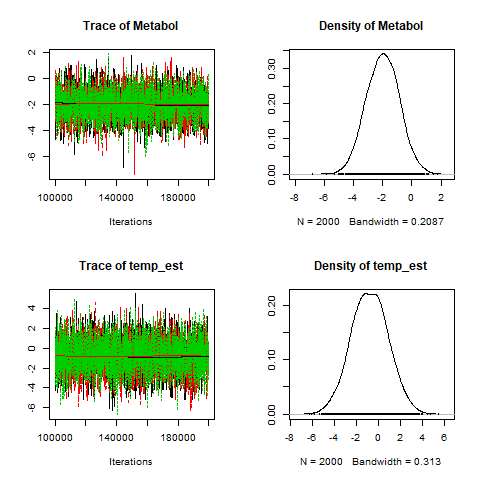 Trace of Metabol
2
0
-2
-4
-6
100000 140000 180000
Iterations
Density of Metabol
0.30
0.20
0.10
0.00
-8 -6 -4 -2 0 2
N = 2000 Bandwidth = 0.2087
Trace of temp_est
4
2
0
-2
-4
-6
100000 140000 180000
Iterations
Density of temp_est
0.20
0.10
0.00
-8 -6 -4 -2 0 2 4 6
N = 2000 Bandwidth = 0.313